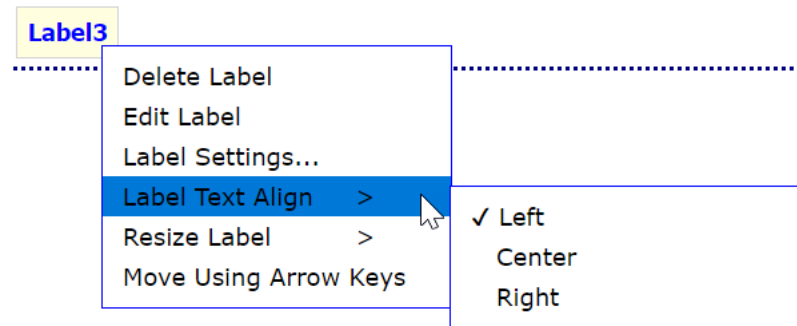 Label3
Delete Label
Edit Label
Label Settings...
Label Text Align >
Resize Label >
Move Using Arrow Keys
✓ Left
Center
Right